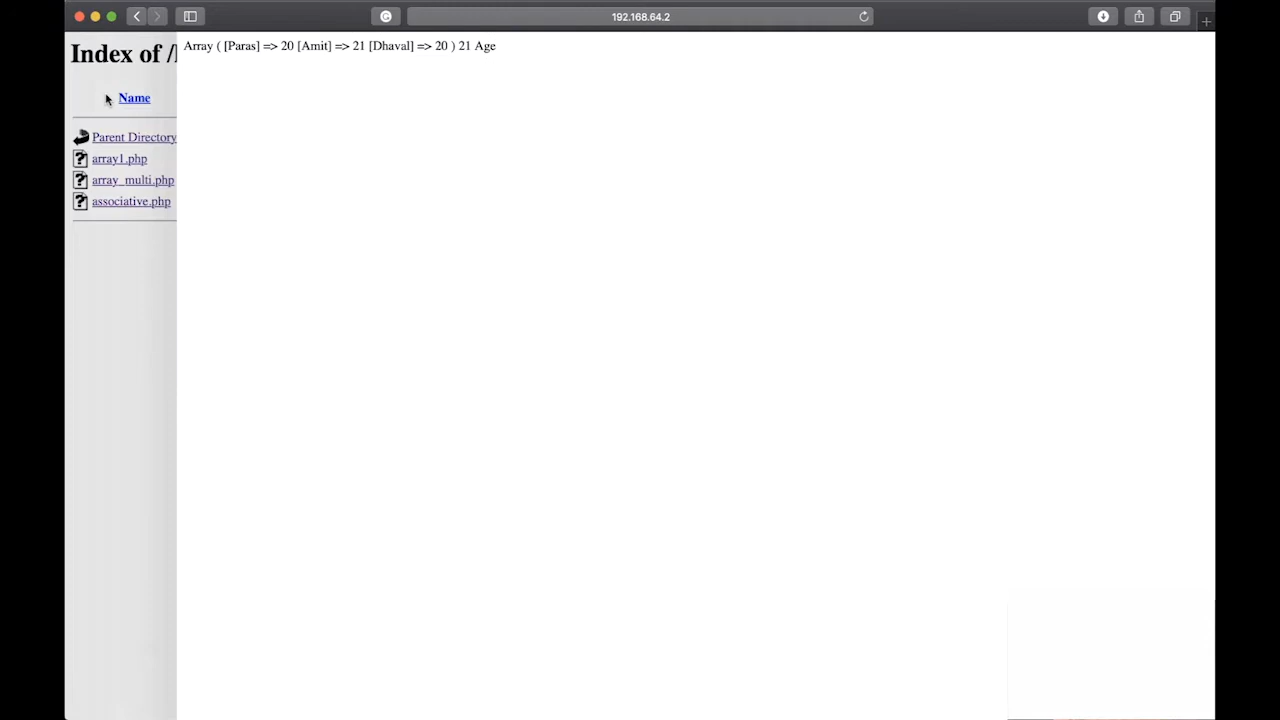 192.168.64.2
Index of /
Name
Parent Directory
array1.php
array_multi.php
associative.php
Array ( [Paras] => 20 [Amit] => 21 [Dhaval] => 20 ) 21 Age